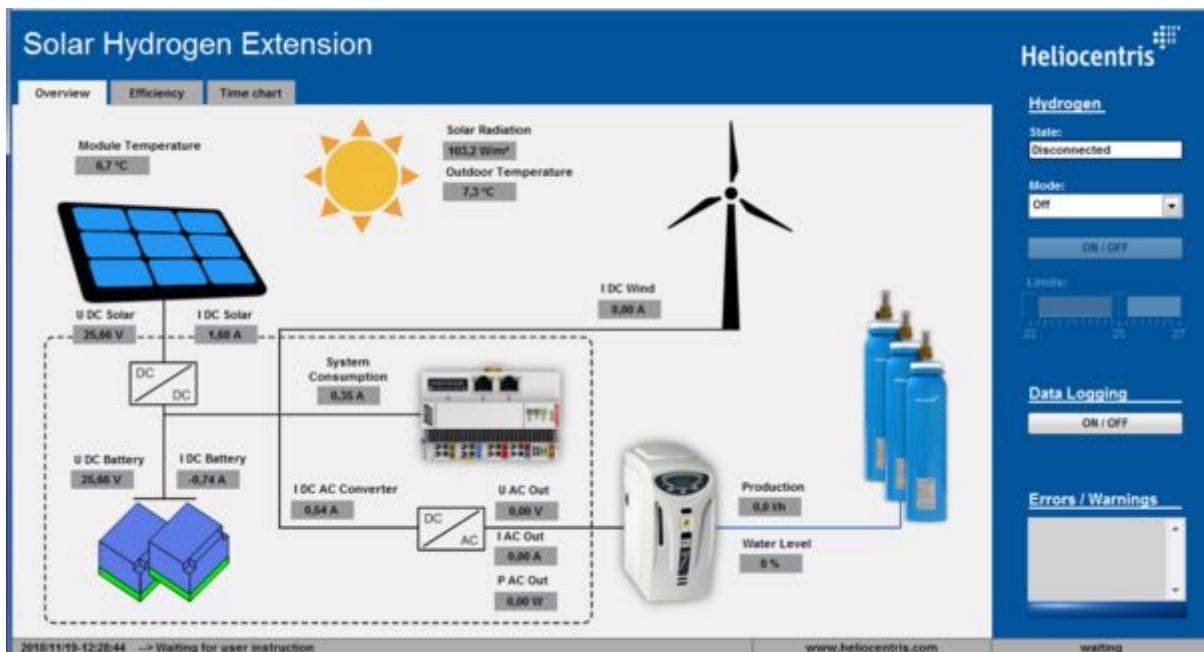 Solar Hydrogen Extension
Heliocentris
Overview
Efficiency
Time chart
Module Temperature
6,7 °C
Solar Radiation
103,2 W/m²
Outdoor Temperature
7,3 °C
U DC Solar
25,66 V
I DC Solar
1,68 A
I DC Wind
0,00 A
DC
DC
System
Consumption
0,35 A
U DC Battery
25,66 V
I DC Battery
-0,74 A
I DC AC Converter
0,54 A
DC
AC
U AC Out
0,00 V
I AC Out
0,00 A
P AC Out
0,00 W
Production
0,0 l/h
Water Level
0 %
Hydrogen
State:
Disconnected
Mode:
Off
ON / OFF
Limits:
22 25 27
Data Logging
ON / OFF
Errors / Warnings
2010/11/19-12:28:44 --> Waiting for user instruction
www.heliocentris.com
waiting